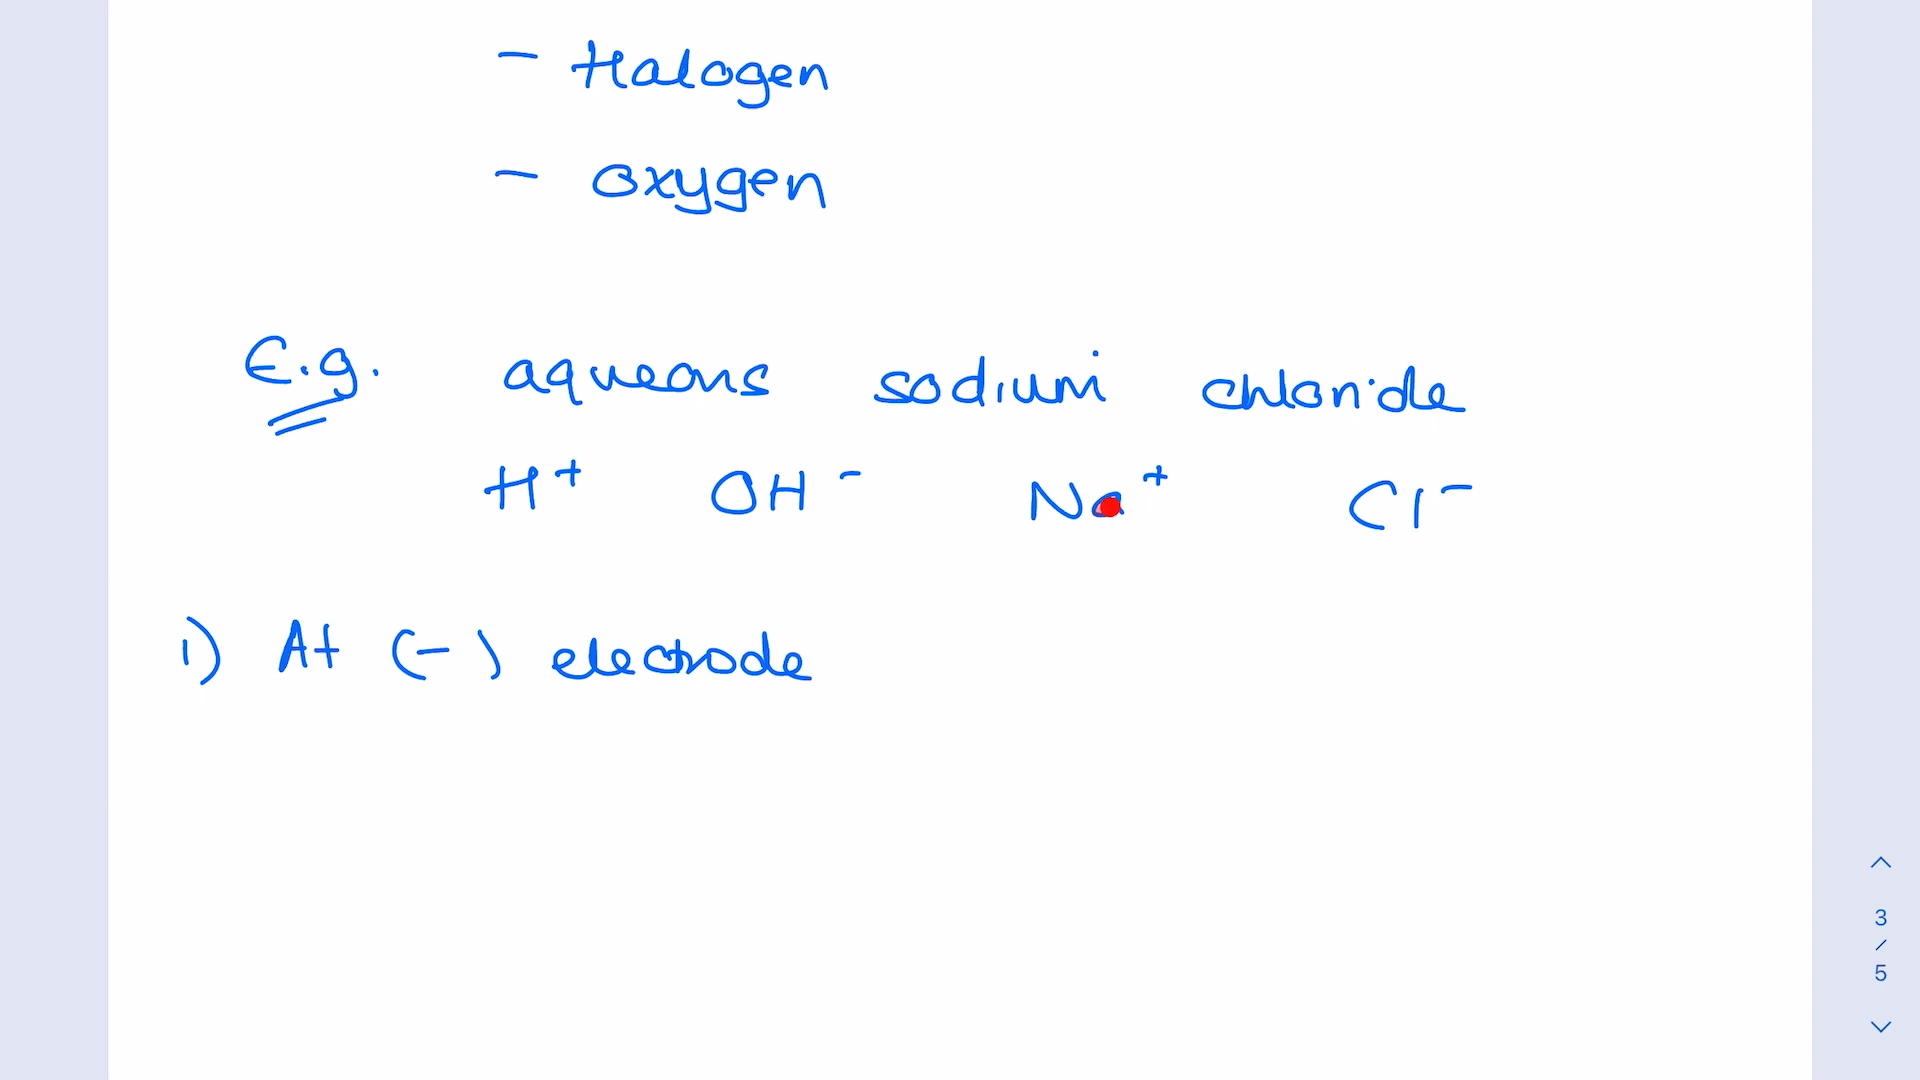 - Halogen
- Oxygen
E.g. aqueous sodium chloride
H⁺ OH⁻ Na⁺ Cl⁻
1) At (-) electrode
3
/
5